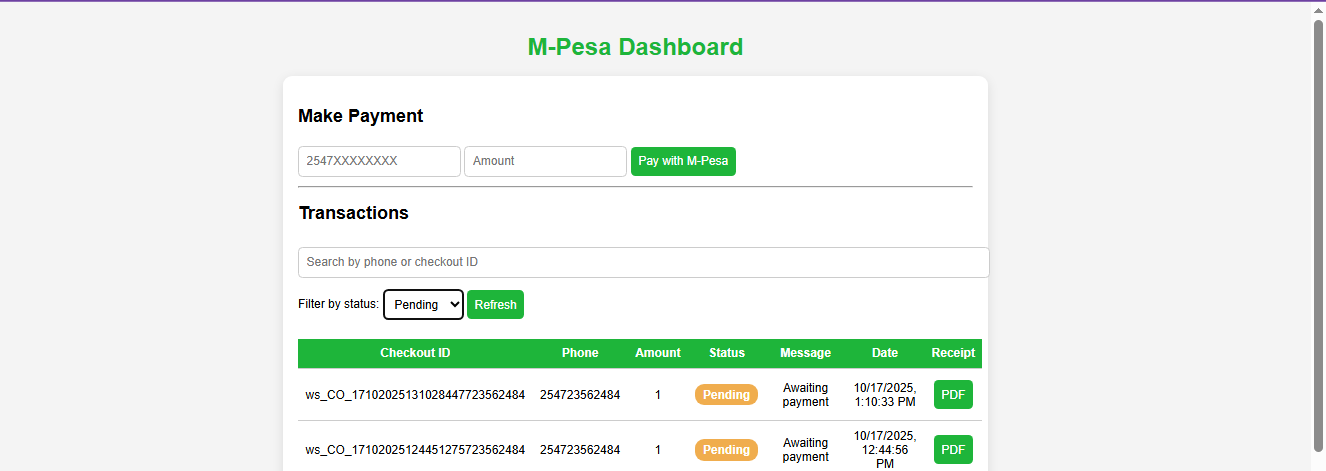 M-Pesa Dashboard
Make Payment
2547XXXXXXXX Amount Pay with M-Pesa
Transactions
Search by phone or checkout ID
Filter by status: Pending Refresh
Checkout ID Phone Amount Status Message Date Receipt
ws_CO_17102025131028447723562484 254723562484 1 Pending Awaiting payment 10/17/2025, 1:10:33 PM PDF
ws_CO_17102025124451275723562484 254723562484 1 Pending Awaiting payment 10/17/2025, 12:44:56 PM PDF